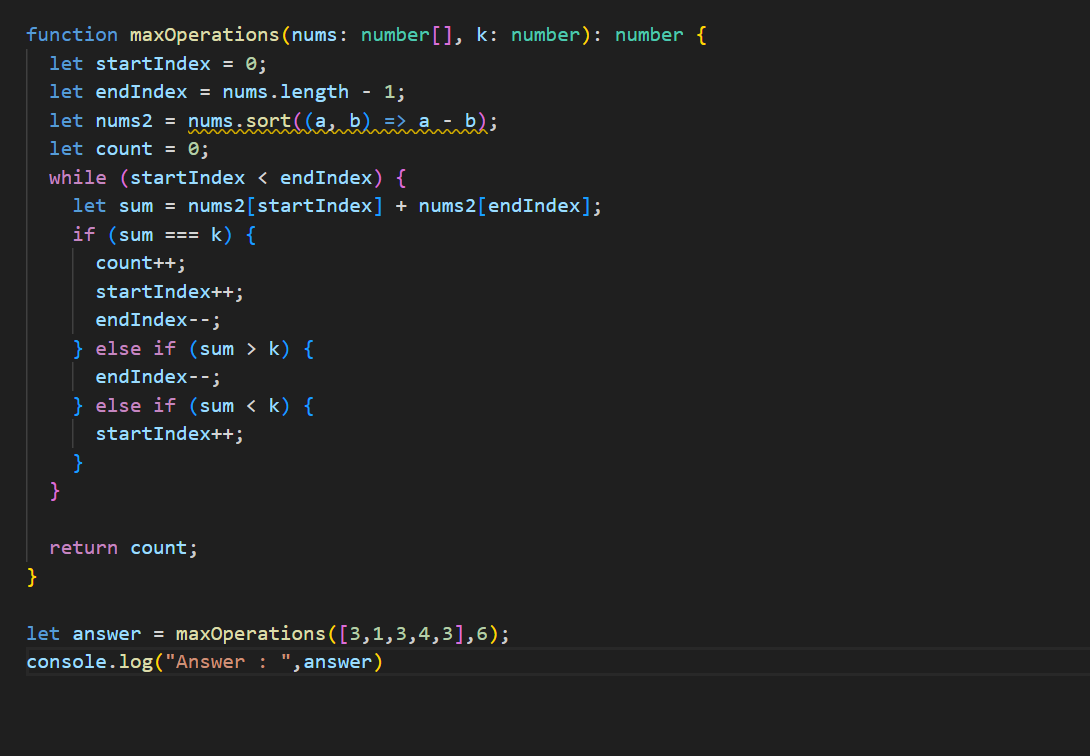 function maxOperations(nums: number[], k: number): number {
  let startIndex = 0;
  let endIndex = nums.length - 1;
  let nums2 = nums.sort((a, b) => a - b);
  let count = 0;
  while (startIndex < endIndex) {
    let sum = nums2[startIndex] + nums2[endIndex];
    if (sum === k) {
      count++;
      startIndex++;
      endIndex--;
    } else if (sum > k) {
      endIndex--;
    } else if (sum < k) {
      startIndex++;
    }
  }

  return count;
}

let answer = maxOperations([3,1,3,4,3],6);
console.log("Answer : ",answer)